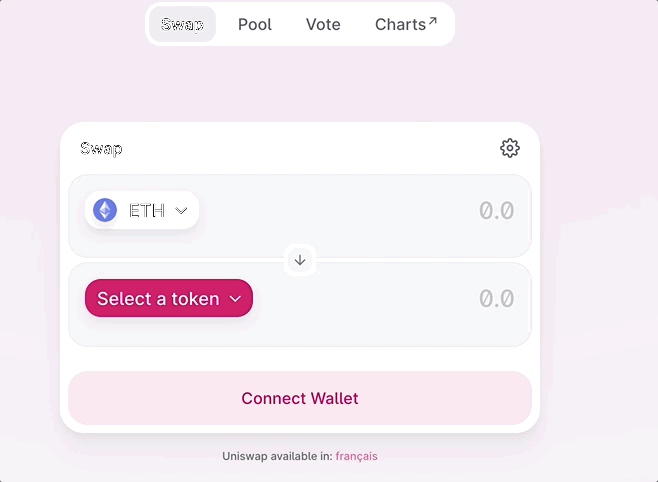 Swap Pool Vote Charts↗
Swap
ETH 0.0
Select a token 0.0
Connect Wallet
Uniswap available in: français